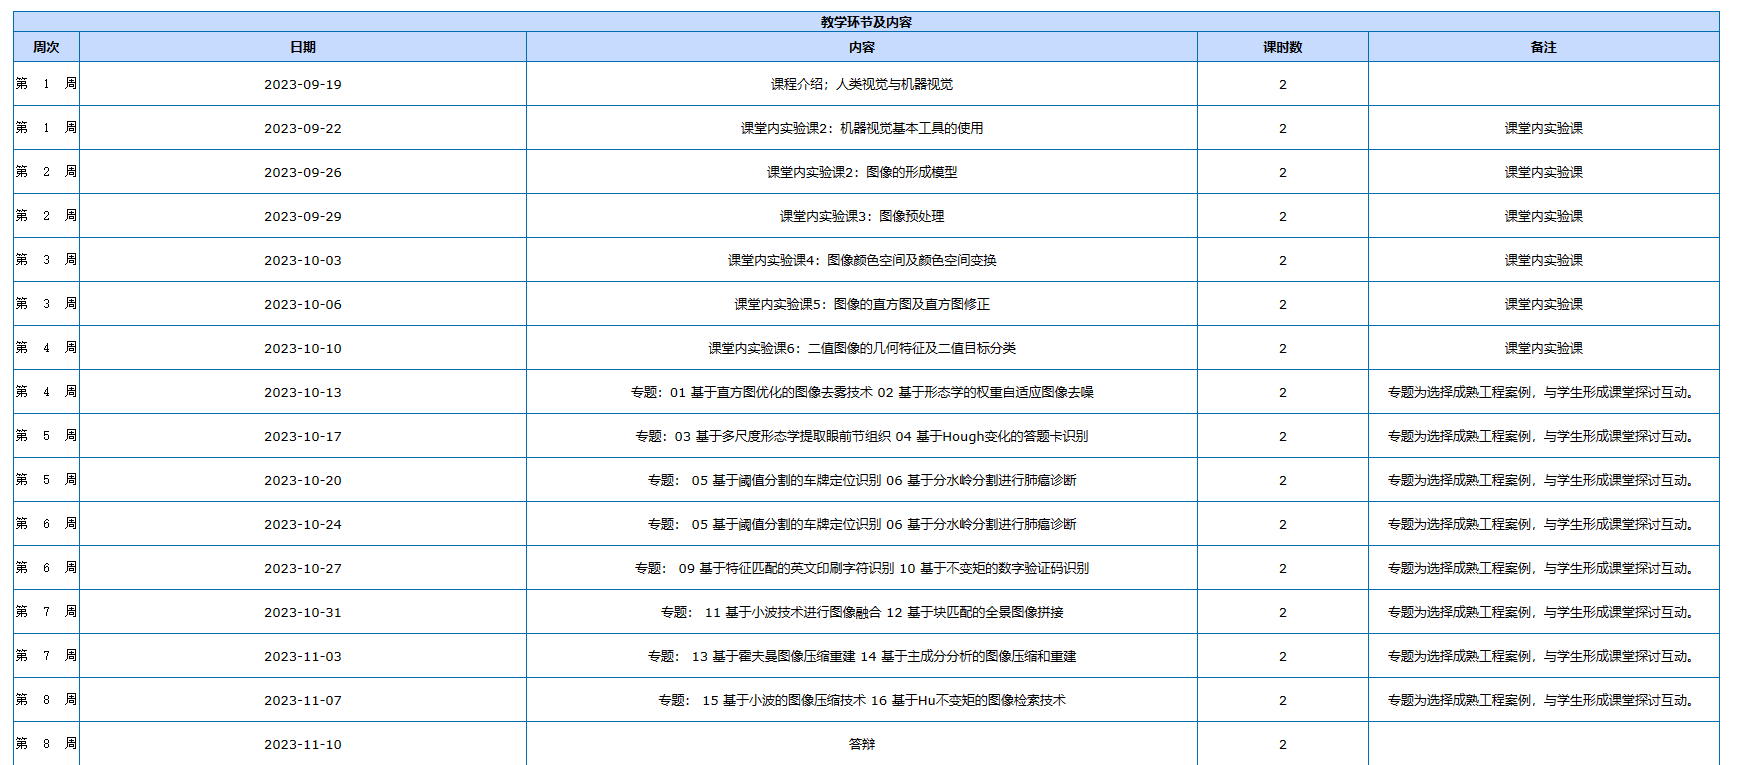 教学环节及内容
周次 日期 内容 课时数 备注
第 1 周 2023-09-19 课程介绍；人类视觉与机器视觉 2
第 1 周 2023-09-22 课堂内实验课2：机器视觉基本工具的使用 2 课堂内实验课
第 2 周 2023-09-26 课堂内实验课2：图像的形成模型 2 课堂内实验课
第 2 周 2023-09-29 课堂内实验课3：图像预处理 2 课堂内实验课
第 3 周 2023-10-03 课堂内实验课4：图像颜色空间及颜色空间变换 2 课堂内实验课
第 3 周 2023-10-06 课堂内实验课5：图像的直方图及直方图修正 2 课堂内实验课
第 4 周 2023-10-10 课堂内实验课6：二值图像的几何特征及二值目标分类 2 课堂内实验课
第 4 周 2023-10-13 专题：01 基于直方图优化的图像去雾技术 02 基于形态学的权重自适应图像去噪 2 专题为选择成熟工程案例，与学生形成课堂探讨互动。
第 5 周 2023-10-17 专题：03 基于多尺度形态学提取眼前节组织 04 基于Hough变化的答题卡识别 2 专题为选择成熟工程案例，与学生形成课堂探讨互动。
第 5 周 2023-10-20 专题： 05 基于阈值分割的车牌定位识别 06 基于分水岭分割进行肺癌诊断 2 专题为选择成熟工程案例，与学生形成课堂探讨互动。
第 6 周 2023-10-24 专题： 05 基于阈值分割的车牌定位识别 06 基于分水岭分割进行肺癌诊断 2 专题为选择成熟工程案例，与学生形成课堂探讨互动。
第 6 周 2023-10-27 专题： 09 基于特征匹配的英文印刷字符识别 10 基于不变矩的数字验证码识别 2 专题为选择成熟工程案例，与学生形成课堂探讨互动。
第 7 周 2023-10-31 专题： 11 基于小波技术进行图像融合 12 基于块匹配的全景图像拼接 2 专题为选择成熟工程案例，与学生形成课堂探讨互动。
第 7 周 2023-11-03 专题： 13 基于霍夫曼图像压缩重建 14 基于主成分分析的图像压缩和重建 2 专题为选择成熟工程案例，与学生形成课堂探讨互动。
第 8 周 2023-11-07 专题： 15 基于小波的图像压缩技术 16 基于Hu不变矩的图像检索技术 2 专题为选择成熟工程案例，与学生形成课堂探讨互动。
第 8 周 2023-11-10 答辩 2